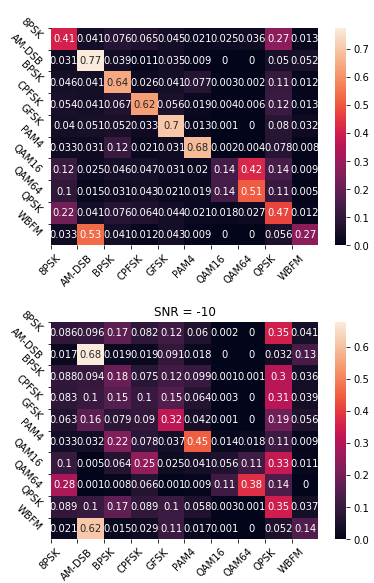 8PSK 0.41 0.041 0.076 0.065 0.045 0.021 0.025 0.036 0.27 0.013
AM-DSB 0.031 0.77 0.039 0.011 0.035 0.009 0 0 0.05 0.052
BPSK 0.046 0.041 0.64 0.026 0.041 0.077 0.003 0.002 0.11 0.012
CPFSK 0.054 0.041 0.067 0.62 0.056 0.019 0.004 0.006 0.12 0.013
GFSK 0.04 0.051 0.052 0.033 0.7 0.013 0.001 0 0.08 0.032
PAM4 0.033 0.031 0.12 0.021 0.031 0.68 0.002 0.004 0.078 0.008
QAM16 0.12 0.025 0.046 0.047 0.031 0.02 0.14 0.42 0.14 0.009
QAM64 0.1 0.015 0.031 0.043 0.021 0.019 0.14 0.51 0.11 0.005
QPSK 0.22 0.041 0.076 0.064 0.044 0.021 0.018 0.027 0.47 0.012
WBFM 0.033 0.53 0.041 0.012 0.043 0.009 0 0 0.056 0.27
8PSK AM-DSB BPSK CPFSK GFSK PAM4 QAM16 QAM64 QPSK WBFM
0.7
0.6
0.5
0.4
0.3
0.2
0.1
0.0
SNR = -10
8PSK 0.086 0.096 0.17 0.082 0.12 0.06 0.002 0 0.35 0.041
AM-DSB 0.017 0.68 0.019 0.019 0.091 0.018 0 0 0.032 0.13
BPSK 0.088 0.094 0.18 0.075 0.12 0.099 0.001 0.001 0.3 0.036
CPFSK 0.083 0.1 0.15 0.1 0.15 0.064 0.003 0 0.31 0.039
GFSK 0.063 0.16 0.079 0.09 0.32 0.042 0.001 0 0.19 0.056
PAM4 0.033 0.032 0.22 0.078 0.037 0.45 0.014 0.018 0.11 0.009
QAM16 0.1 0.005 0.064 0.25 0.025 0.041 0.056 0.11 0.33 0.011
QAM64 0.28 0.001 0.008 0.066 0.001 0.009 0.11 0.38 0.14 0
QPSK 0.089 0.1 0.17 0.089 0.1 0.058 0.003 0.001 0.35 0.037
WBFM 0.021 0.62 0.015 0.029 0.11 0.017 0.001 0 0.052 0.14
8PSK AM-DSB BPSK CPFSK GFSK PAM4 QAM16 QAM64 QPSK WBFM
0.6
0.5
0.4
0.3
0.2
0.1
0.0